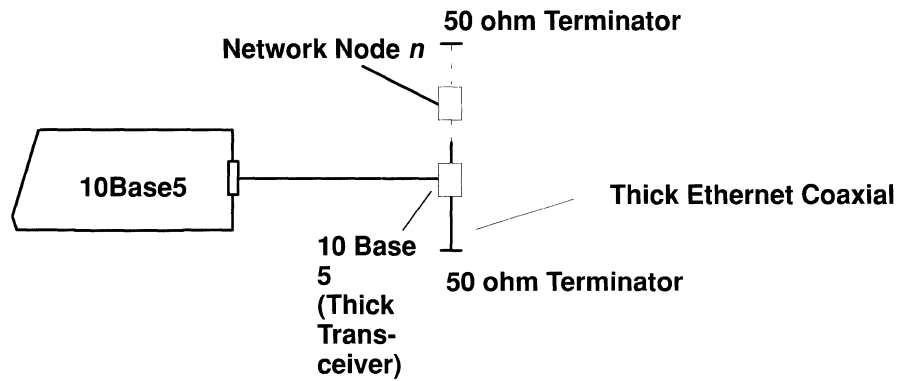 50 ohm Terminator
Network Node n
10Base5
Thick Ethernet Coaxial
10 Base
5
(Thick
Trans-
ceiver)
50 ohm Terminator